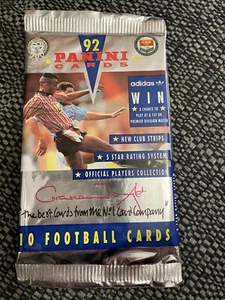 92
PANINI
CARDS
adidas
WIN
A CHANCE TO
PLAY AT A 1ST OR
PREMIER DIVISION MATCH
NEW CLUB STRIPS
5 STAR RATING SYSTEM
OFFICIAL PLAYERS COLLECTION
"The best Cards from the No1 Card Company"
10 FOOTBALL CARDS